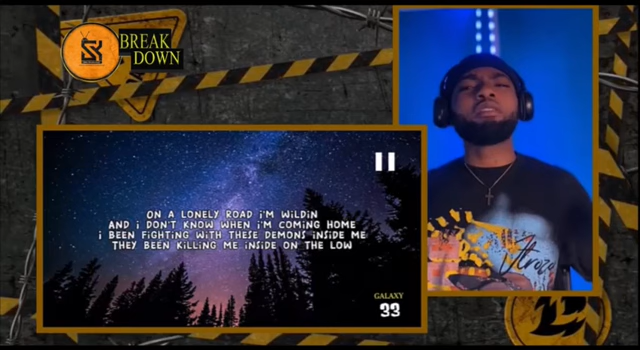 BREAK
DOWN
ON A LONELY ROAD I'M WILDIN
AND I DON'T KNOW WHEN I'M COMING HOME
I BEEN FIGHTING WITH THESE DEMONS INSIDE ME
THEY BEEN KILLING ME INSIDE ON THE LOW
GALAXY
33